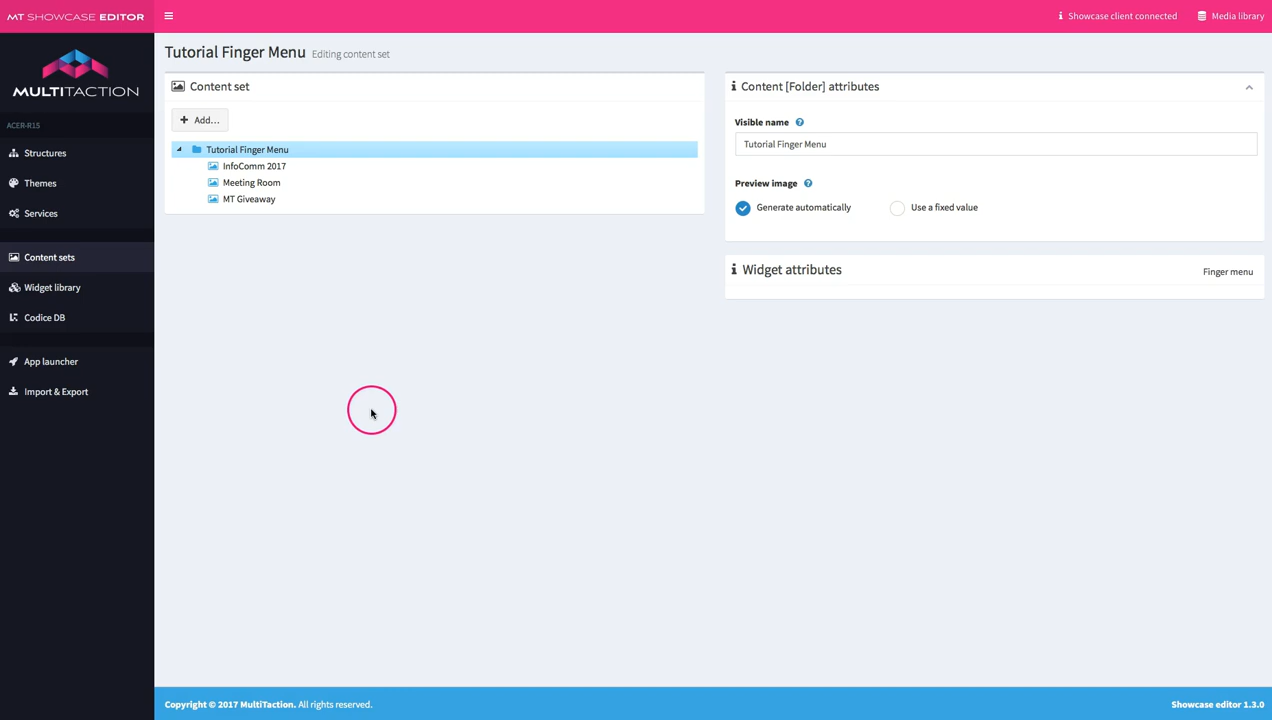 MT SHOWCASE EDITOR
Showcase client connected
Media library
MULTITACTION
ACER-R15
Structures
Themes
Services
Content sets
Widget library
Codice DB
App launcher
Import & Export
Tutorial Finger Menu Editing content set
Content set
Add...
Tutorial Finger Menu
InfoComm 2017
Meeting Room
MT Giveaway
Content [Folder] attributes
Visible name
Tutorial Finger Menu
Preview image
Generate automatically
Use a fixed value
Widget attributes
Finger menu
Copyright © 2017 MultiTaction. All rights reserved.
Showcase editor 1.3.0